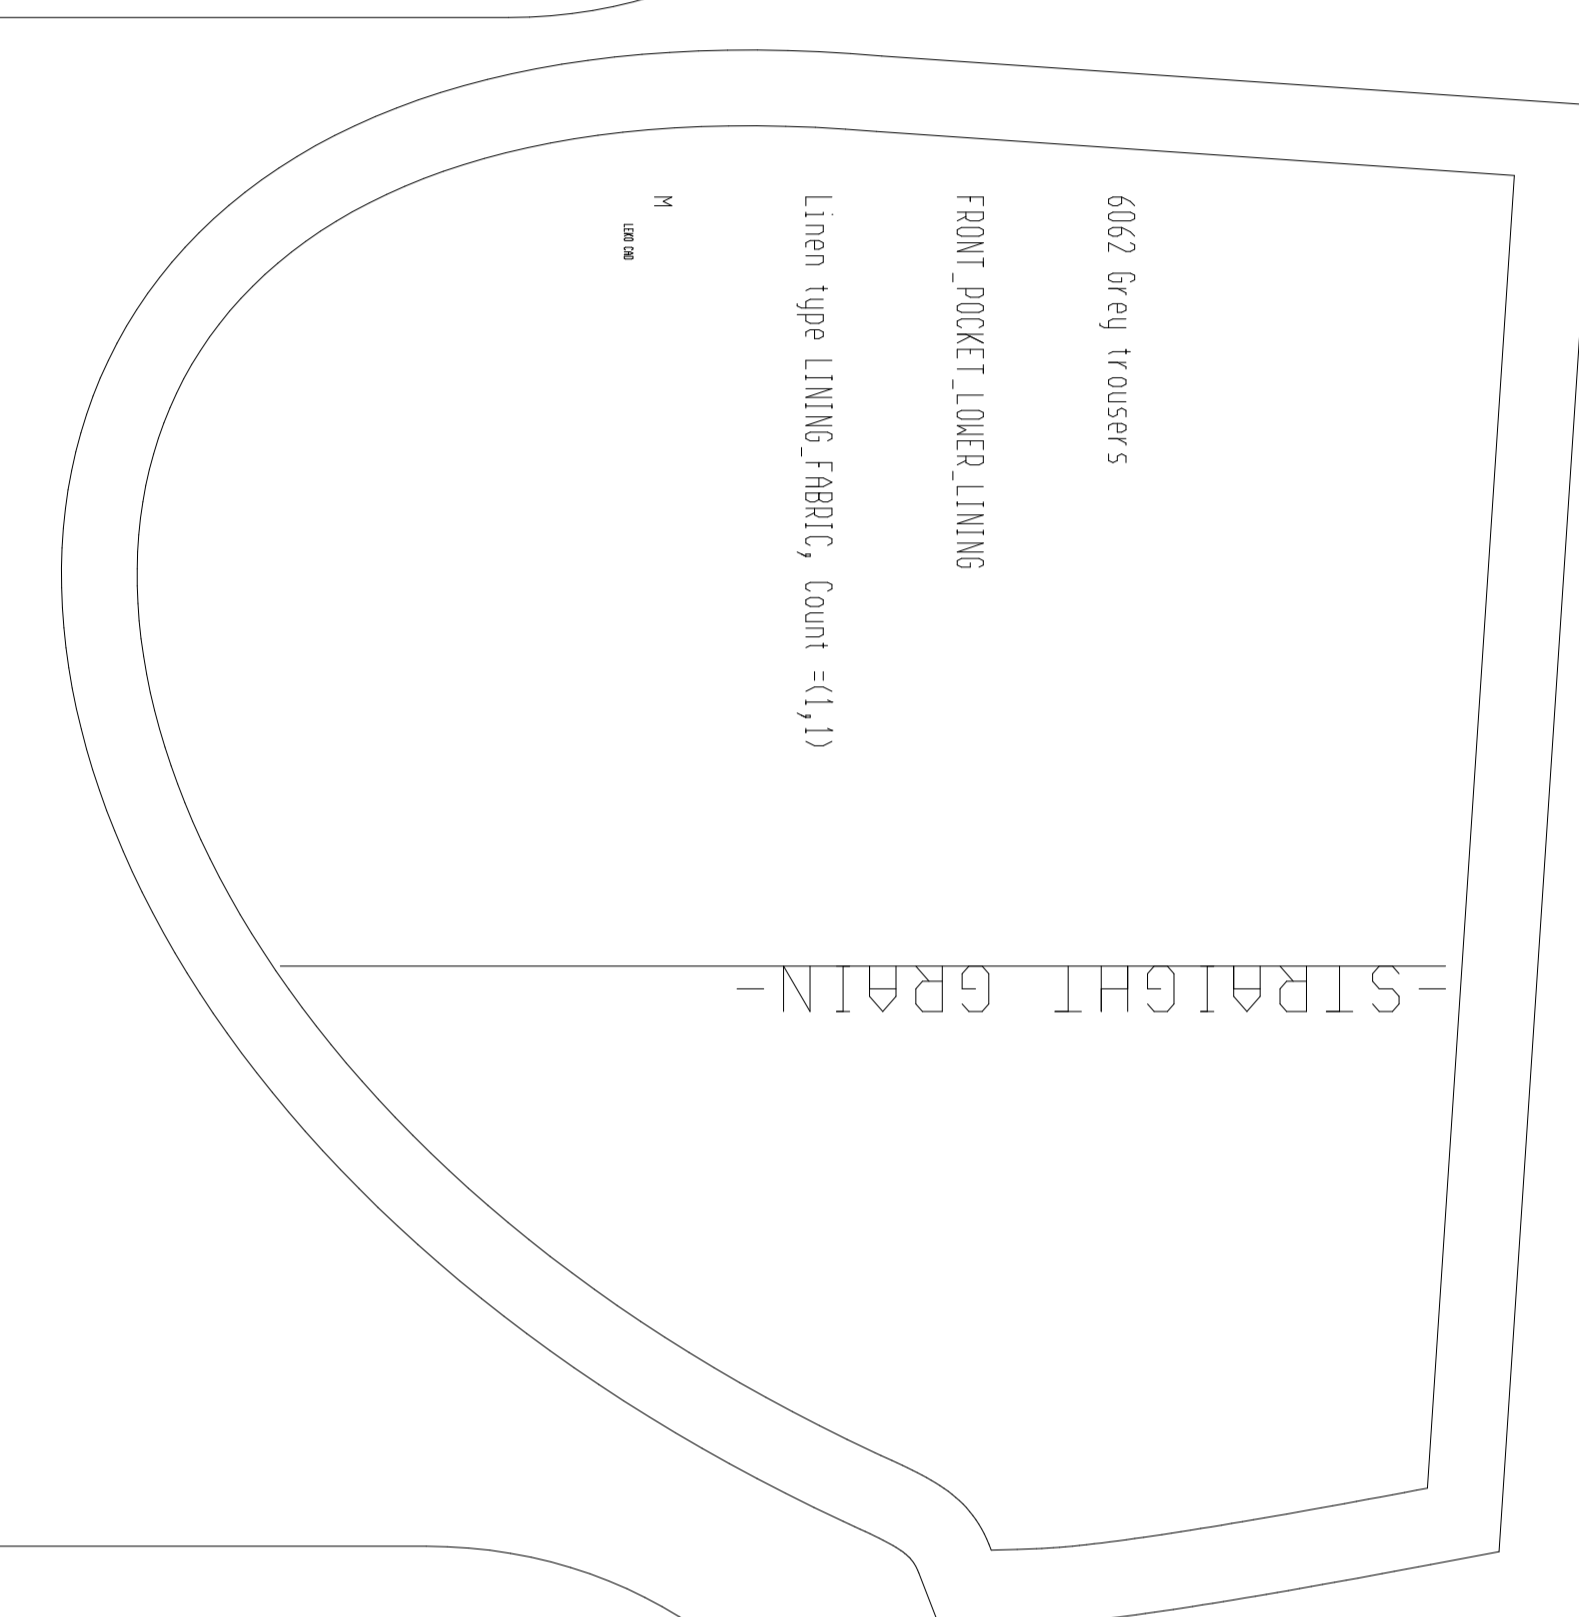 6062 Grey trousers
FRONT_POCKET_LOWER_LINING
Linen type LINING_FABRIC, Count =(1,1)
M
LEKO CAD
-STRAIGHT GRAIN-